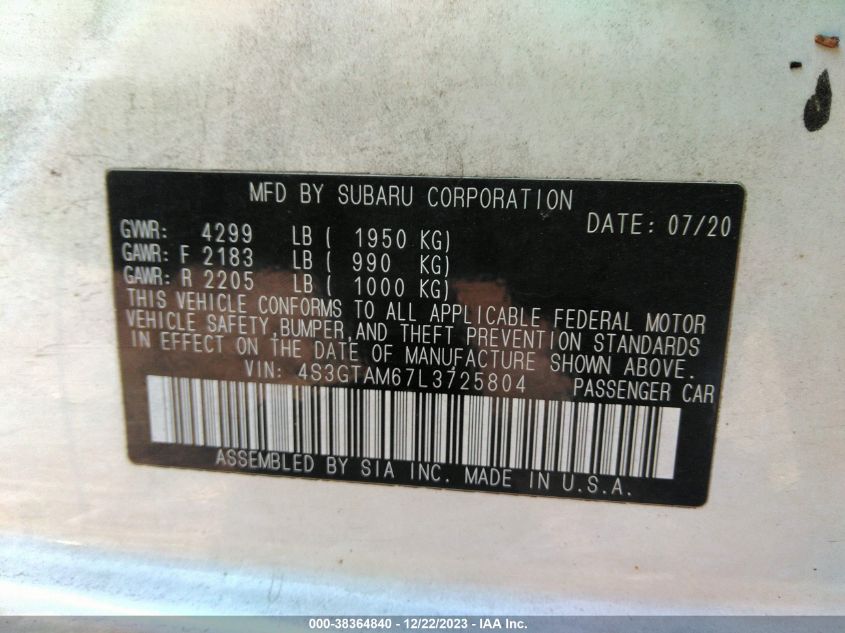 MFD BY SUBARU CORPORATION
DATE: 07/20
GVWR: 4299 LB ( 1950 KG)
GAWR: F 2183 LB ( 990 KG)
GAWR: R 2205 LB ( 1000 KG)
THIS VEHICLE CONFORMS TO ALL APPLICABLE FEDERAL MOTOR
VEHICLE SAFETY,BUMPER,AND THEFT PREVENTION STANDARDS
IN EFFECT ON THE DATE OF MANUFACTURE SHOWN ABOVE.
VIN: 4S3GTAM67L3725804 PASSENGER CAR
ASSEMBLED BY SIA INC. MADE IN U.S.A.
000-38364840 - 12/22/2023 - IAA Inc.